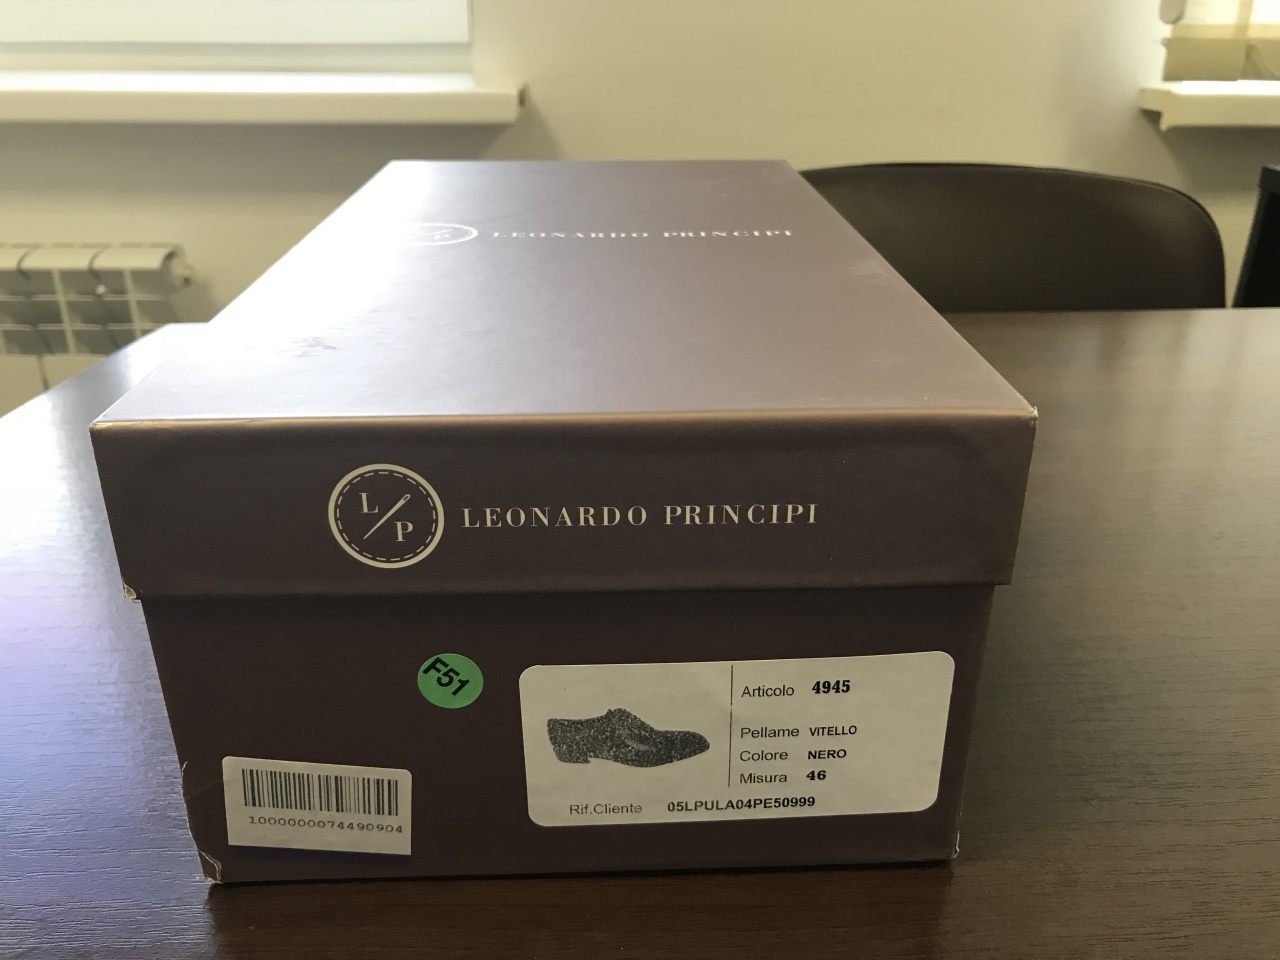 LEONARDO PRINCIPI
L/P
LEONARDO PRINCIPI
F51
Articolo 4945
Pellame VITELLO
Colore NERO
Misura 46
Rif.Cliente 05LPULA04PE50999
1000000074490904